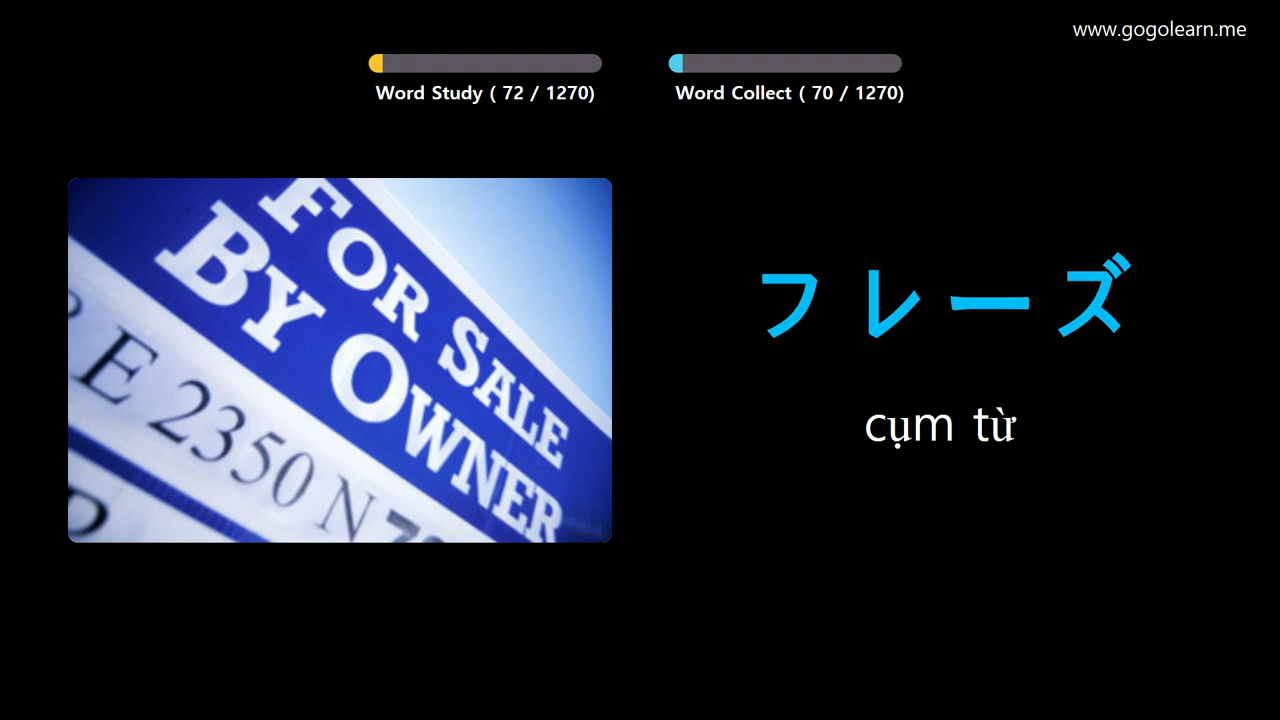 www.gogolearn.me
Word Study ( 72 / 1270)
Word Collect ( 70 / 1270)
FOR SALE
BY OWNER
E 2350 N
フレーズ
cụm từ